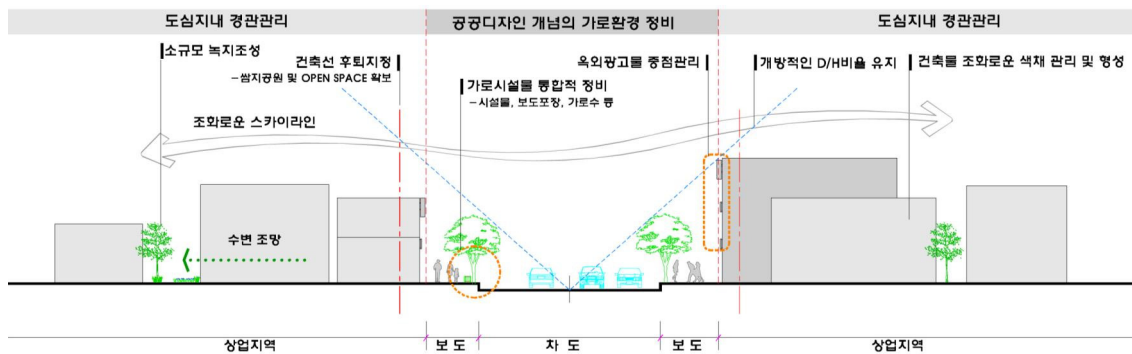 도심지내 경관관리
공공디자인 개념의 가로환경 정비
도심지내 경관관리
소규모 녹지조성
건축선 후퇴지정
-쌈지공원 및 OPEN SPACE 확보
가로시설물 통합적 정비
-시설물, 보도포장, 가로수 등
옥외광고물 중점관리
개방적인 D/H비율 유지
건축물 조화로운 색채 관리 및 형성
조화로운 스카이라인
수변 조망
상업지역
보 도
차 도
보 도
상업지역